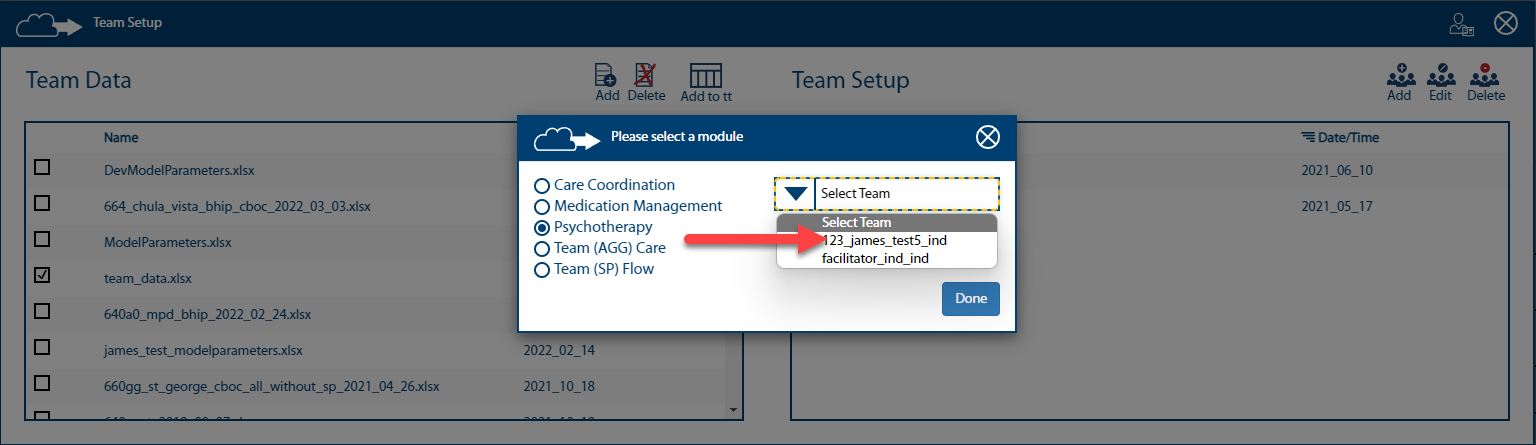 Team Setup
Team Data
Add
Delete
Add to tt
Team Setup
Add
Edit
Delete
Name
Date/Time
DevModelParameters.xlsx
2021_06_10
664_chula_vista_bhip_cboc_2022_03_03.xlsx
2021_05_17
ModelParameters.xlsx
team_data.xlsx
640a0_mpd_bhip_2022_02_24.xlsx
james_test_modelparameters.xlsx
2022_02_14
660gg_st_george_cboc_all_without_sp_2021_04_26.xlsx
2021_10_18
Please select a module
Care Coordination
Medication Management
Psychotherapy
Team (AGG) Care
Team (SP) Flow
Select Team
Select Team
123_james_test5_ind
facilitator_ind_ind
Done